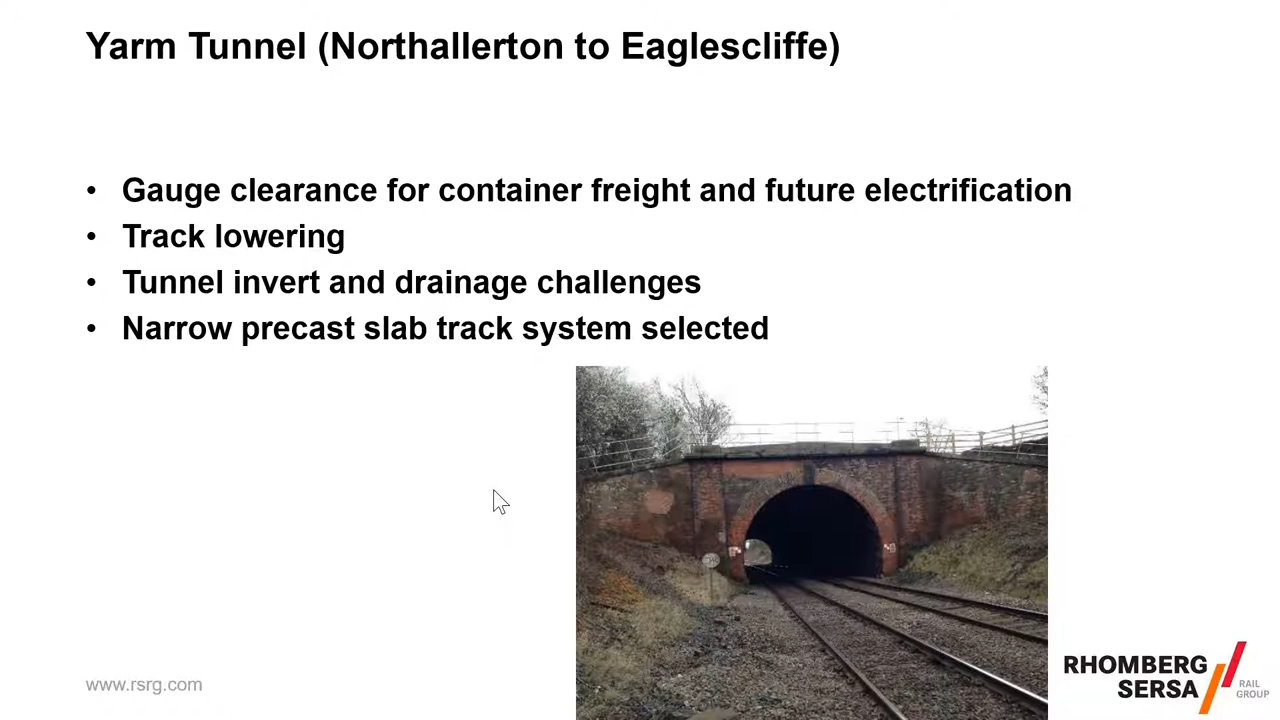 Yarm Tunnel (Northallerton to Eaglescliffe)
• Gauge clearance for container freight and future electrification
• Track lowering
• Tunnel invert and drainage challenges
• Narrow precast slab track system selected
www.rsrg.com
RHOMBERG
SERSA
RAIL
GROUP